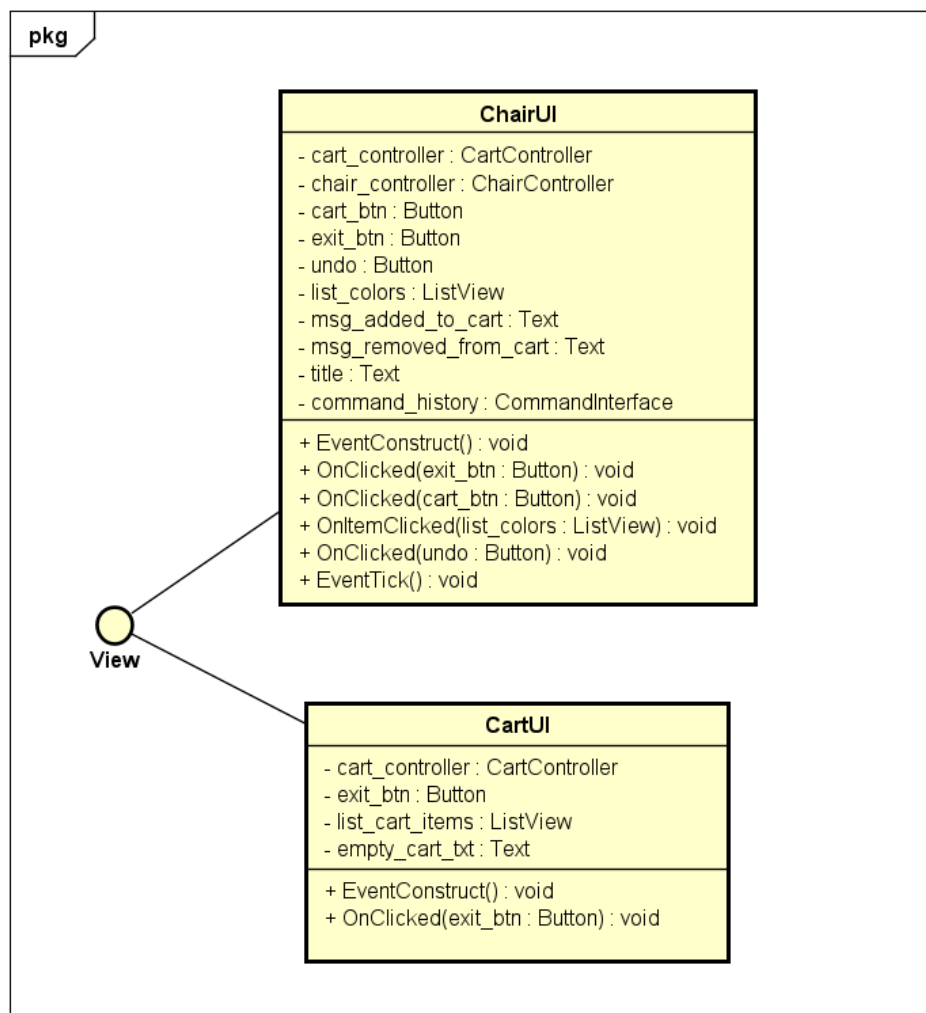 pkg
ChairUI
- cart_controller : CartController
- chair_controller : ChairController
- cart_btn : Button
- exit_btn : Button
- undo : Button
- list_colors : ListView
- msg_added_to_cart : Text
- msg_removed_from_cart : Text
- title : Text
- command_history : CommandInterface
+ EventConstruct() : void
+ OnClicked(exit_btn : Button) : void
+ OnClicked(cart_btn : Button) : void
+ OnItemClicked(list_colors : ListView) : void
+ OnClicked(undo : Button) : void
+ EventTick() : void
View
CartUI
- cart_controller : CartController
- exit_btn : Button
- list_cart_items : ListView
- empty_cart_txt : Text
+ EventConstruct() : void
+ OnClicked(exit_btn : Button) : void